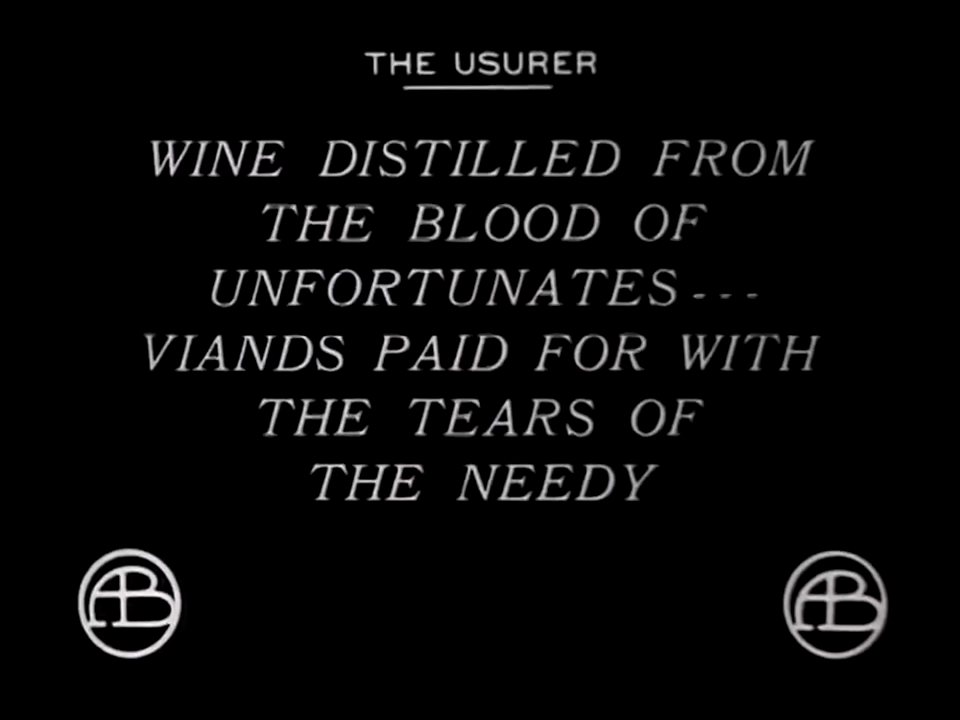 THE USURER
WINE DISTILLED FROM
THE BLOOD OF
UNFORTUNATES---
VIANDS PAID FOR WITH
THE TEARS OF
THE NEEDY
AB AB